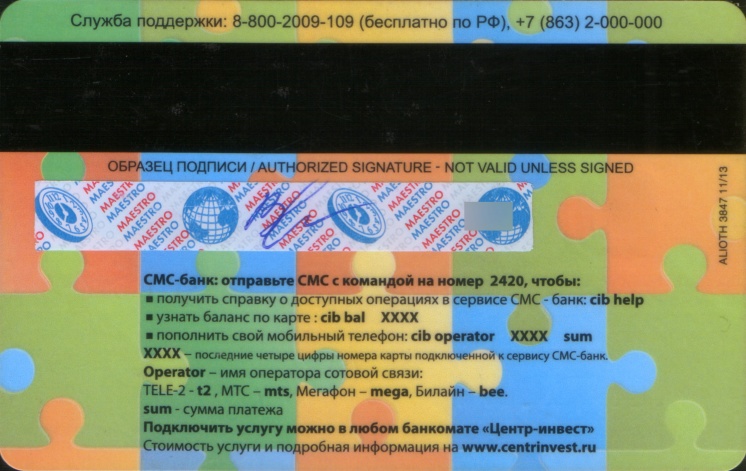 Служба поддержки: 8-800-2009-109 (бесплатно по РФ), +7 (863) 2-000-000
ОБРАЗЕЦ ПОДПИСИ / AUTHORIZED SIGNATURE - NOT VALID UNLESS SIGNED
MAESTRO MAESTRO MAESTRO MAESTRO MAESTRO
ALIOTH 3847 11/13
СМС-банк: отправьте СМС с командой на номер 2420, чтобы:
▪ получить справку о доступных операциях в сервисе СМС - банк: cib help
▪ узнать баланс по карте : cib bal XXXX
▪ пополнить свой мобильный телефон: cib operator XXXX sum
XXXX – последние четыре цифры номера карты подключенной к сервису СМС-банк.
Operator – имя оператора сотовой связи:
TELE-2 - t2 , МТС – mts, Мегафон – mega, Билайн – bee.
sum - сумма платежа
Подключить услугу можно в любом банкомате «Центр-инвест»
Стоимость услуги и подробная информация на www.centrinvest.ru